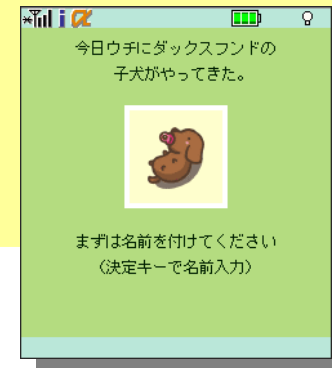 i α
今日ウチにダックスフンドの
子犬がやってきた。
まずは名前を付けてください
(決定キーで名前入力)